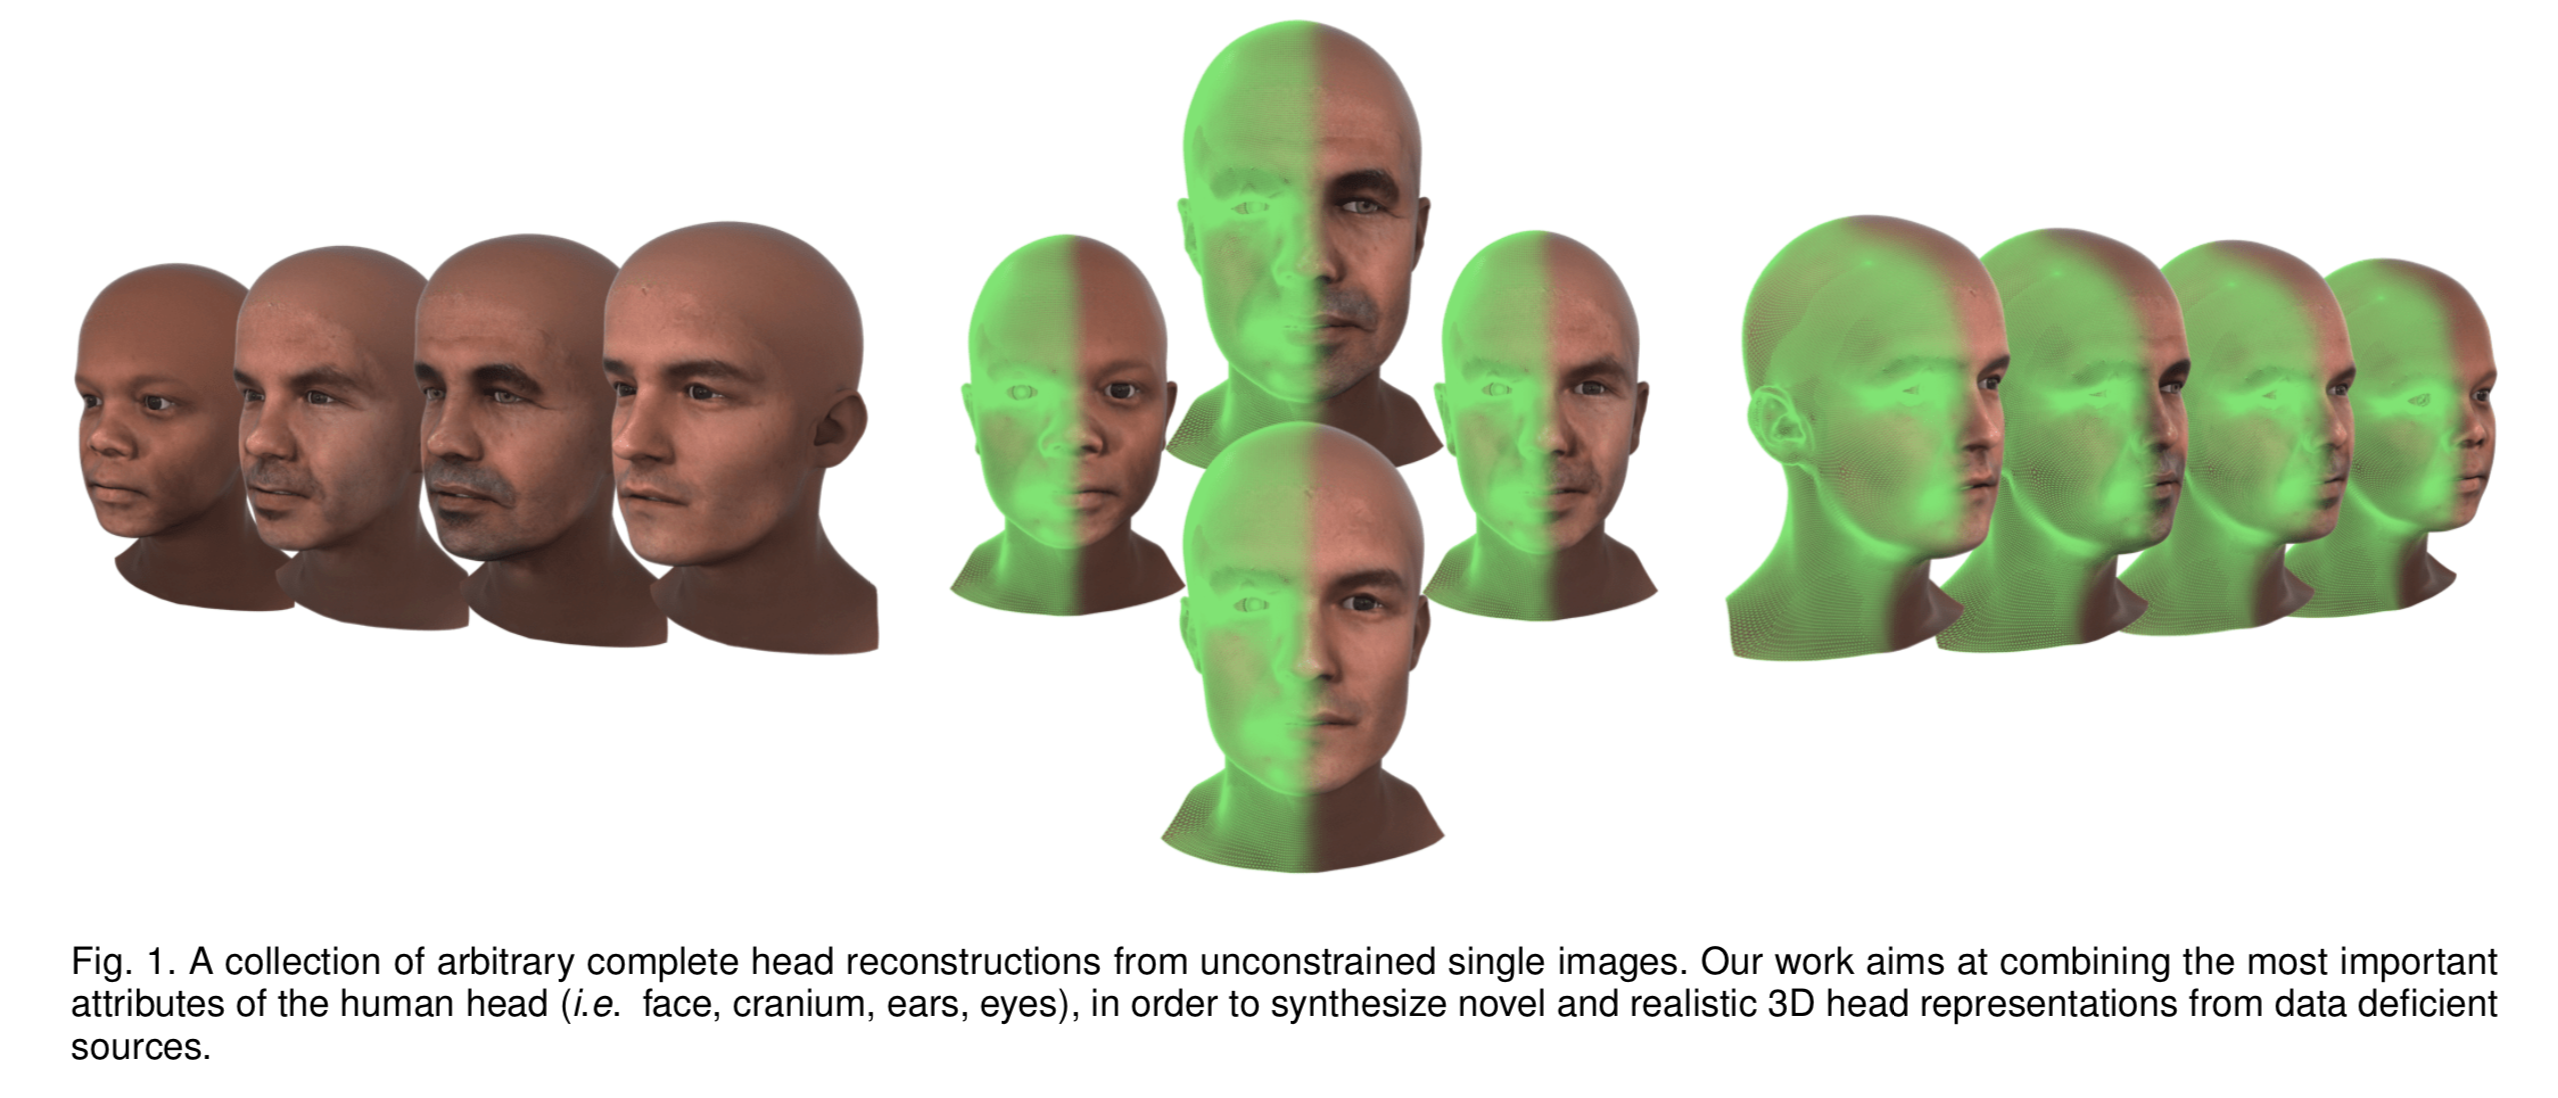 Fig. 1. A collection of arbitrary complete head reconstructions from unconstrained single images. Our work aims at combining the most important
attributes of the human head (i.e. face, cranium, ears, eyes), in order to synthesize novel and realistic 3D head representations from data deficient
sources.